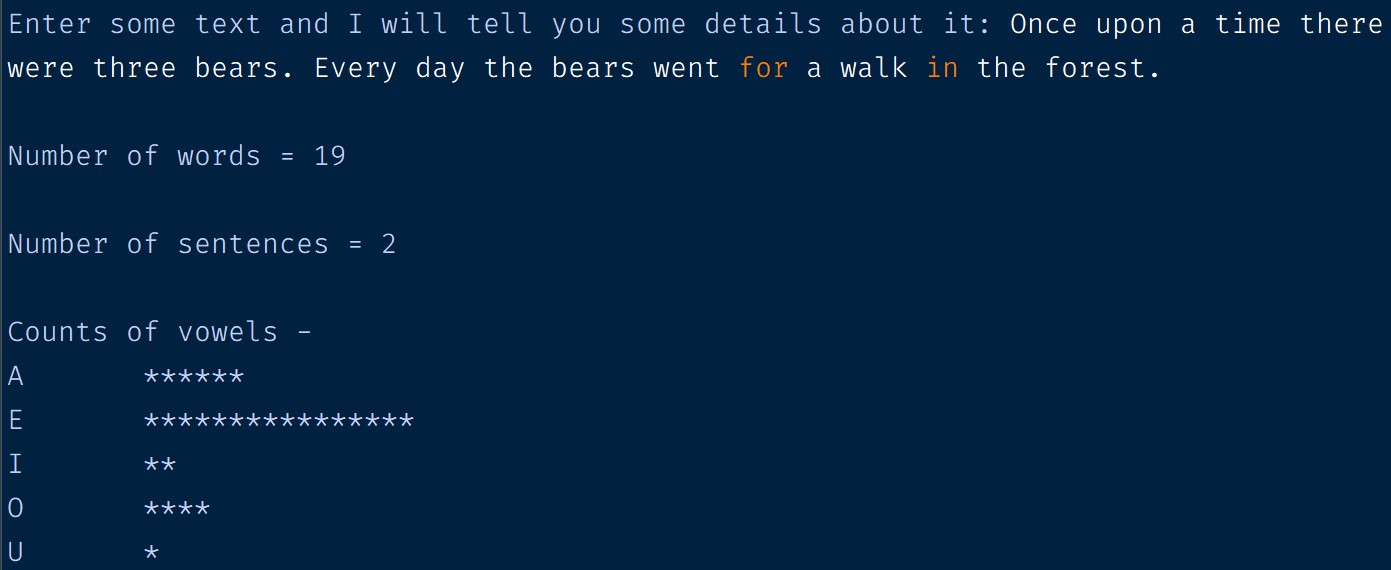 Enter some text and I will tell you some details about it: Once upon a time there
were three bears. Every day the bears went for a walk in the forest.
Number of words = 19
Number of sentences = 2
Counts of vowels -
A ******
E ****************
I **
O ****
U *